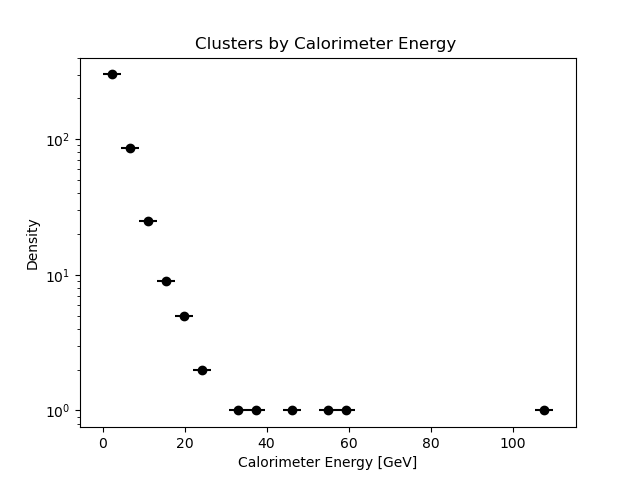 Clusters by Calorimeter Energy
Density
10²
10¹
10⁰
0 20 40 60 80 100
Calorimeter Energy [GeV]